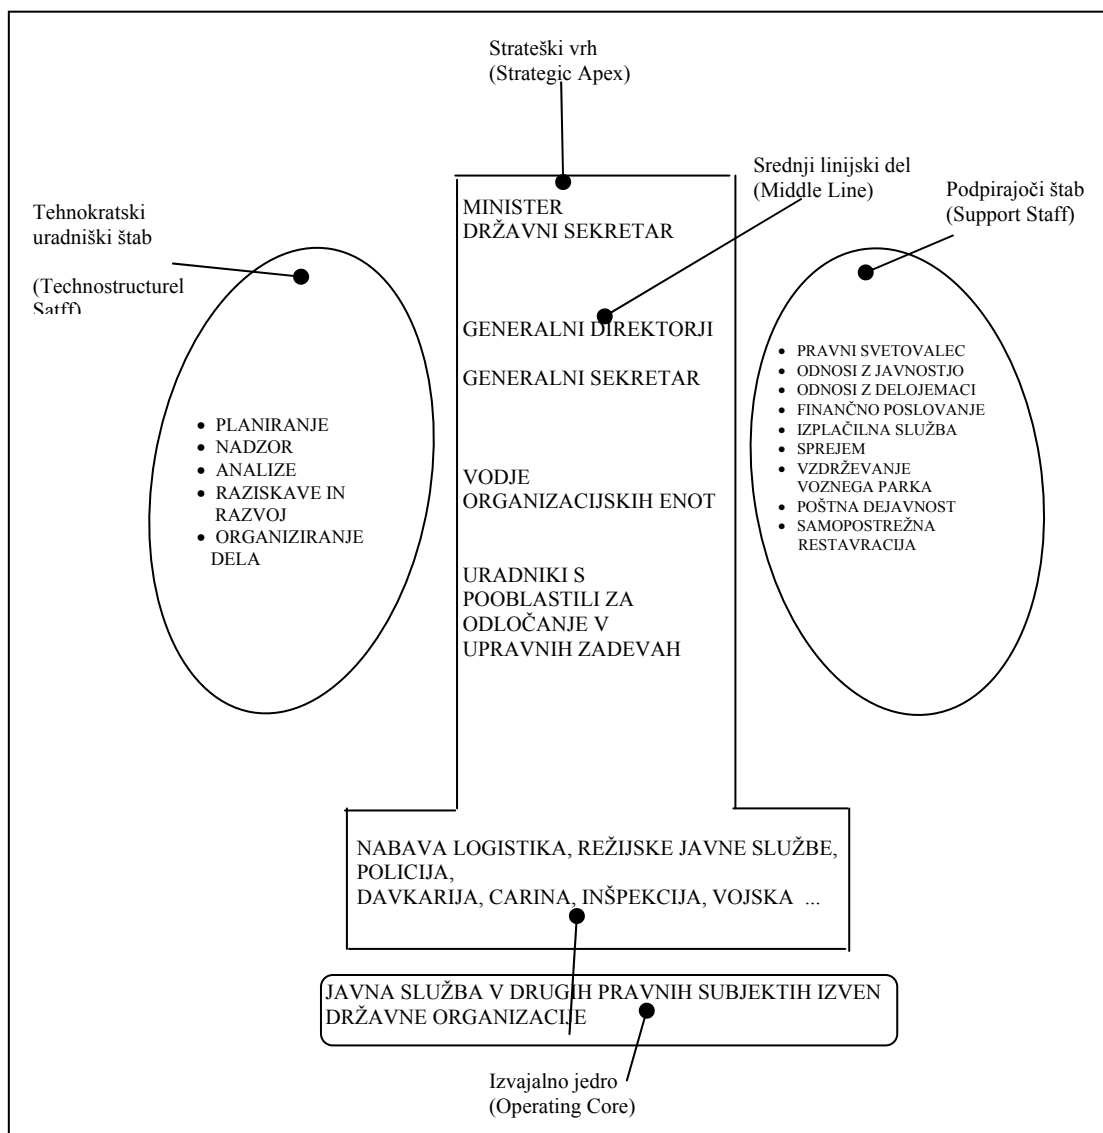 Strateški vrh
(Strategic Apex)
Srednji linijski del
(Middle Line)
Podpirajoči štab
(Support Staff)
Tehnokratski
uradniški štab
(Technostructurel
Satff)
MINISTER
DRŽAVNI SEKRETAR
GENERALNI DIREKTORJI
GENERALNI SEKRETAR
VODJE
ORGANIZACIJSKIH ENOT
URADNIKI S
POOBLASTILI ZA
ODLOČANJE V
UPRAVNIH ZADEVAH
• PLANIRANJE
• NADZOR
• ANALIZE
• RAZISKAVE IN
RAZVOJ
• ORGANIZIRANJE
DELA
• PRAVNI SVETOVALEC
• ODNOSI Z JAVNOSTJO
• ODNOSI Z DELOJEMACI
• FINANČNO POSLOVANJE
• IZPLAČILNA SLUŽBA
• SPREJEM
• VZDRŽEVANJE
VOZNEGA PARKA
• POŠTNA DEJAVNOST
• SAMOPOSTREŽNA
RESTAVRACIJA
NABAVA LOGISTIKA, REŽIJSKE JAVNE SLUŽBE,
POLICIJA,
DAVKARIJA, CARINA, INŠPEKCIJA, VOJSKA ...
JAVNA SLUŽBA V DRUGIH PRAVNIH SUBJEKTIH IZVEN
DRŽAVNE ORGANIZACIJE
Izvajalno jedro
(Operating Core)